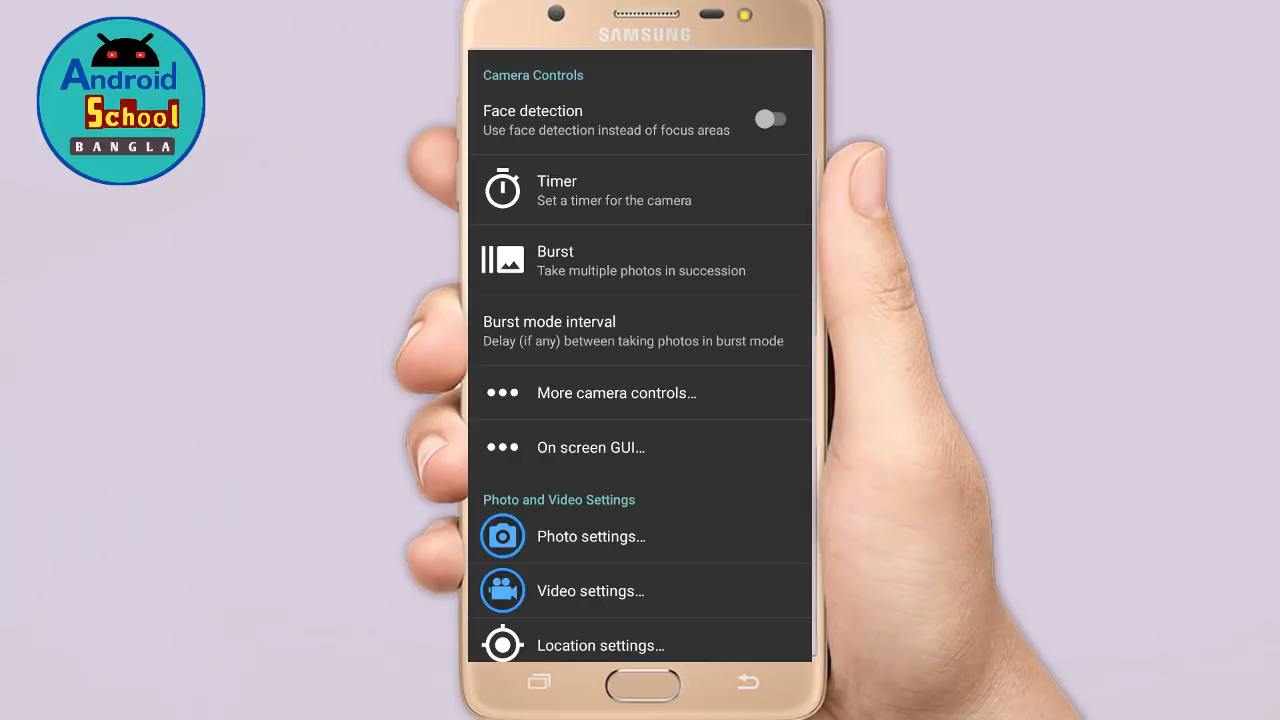 Android
School
BANGLA
SAMSUNG
Camera Controls
Face detection
Use face detection instead of focus areas
Timer
Set a timer for the camera
Burst
Take multiple photos in succession
Burst mode interval
Delay (if any) between taking photos in burst mode
More camera controls...
On screen GUI...
Photo and Video Settings
Photo settings...
Video settings...
Location settings...